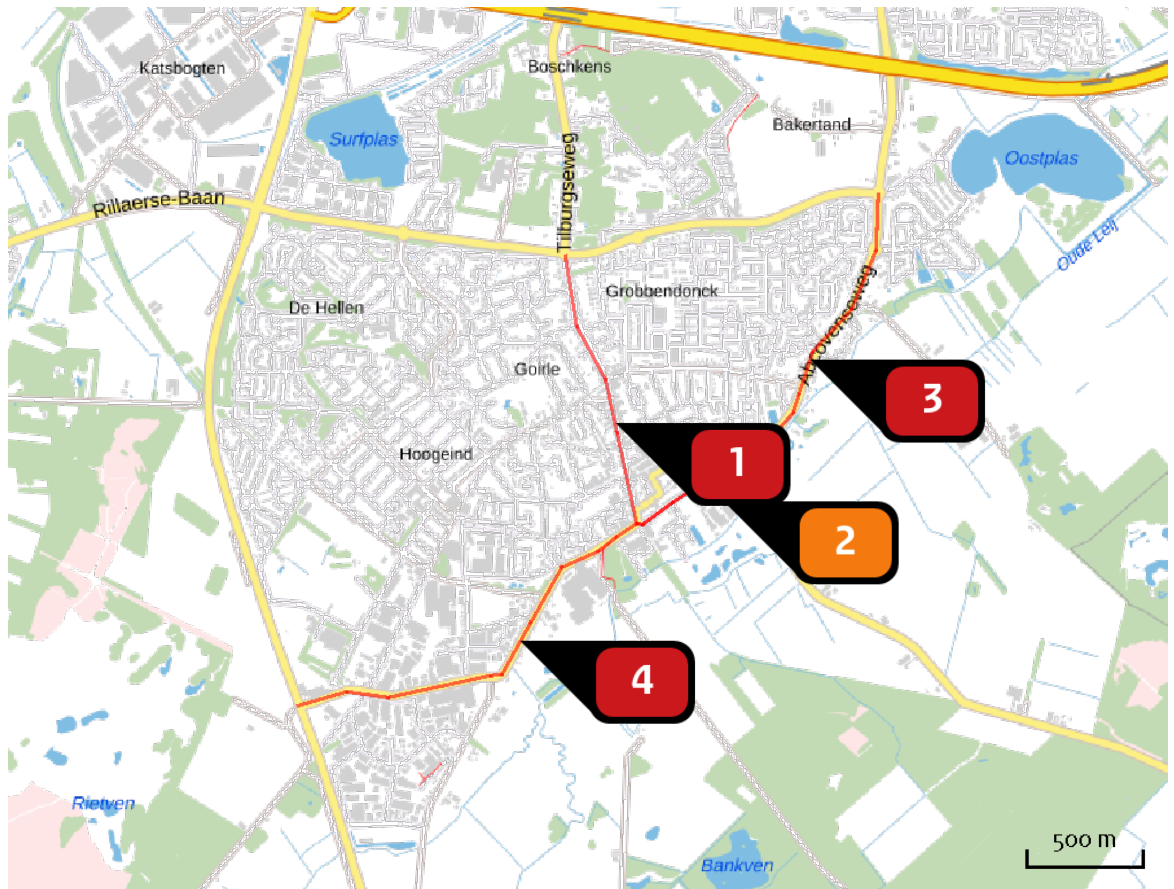 Katsbogten
Boschkens
Bakertand
Surfplas
Oostplas
Tilburgseweg
Rillaerse-Baan
Oude Leij
Grobbendonck
De Hellen
Abcovenseweg
Goirle
3
Hoogeind
1
2
4
Rietven
500 m
Bankven